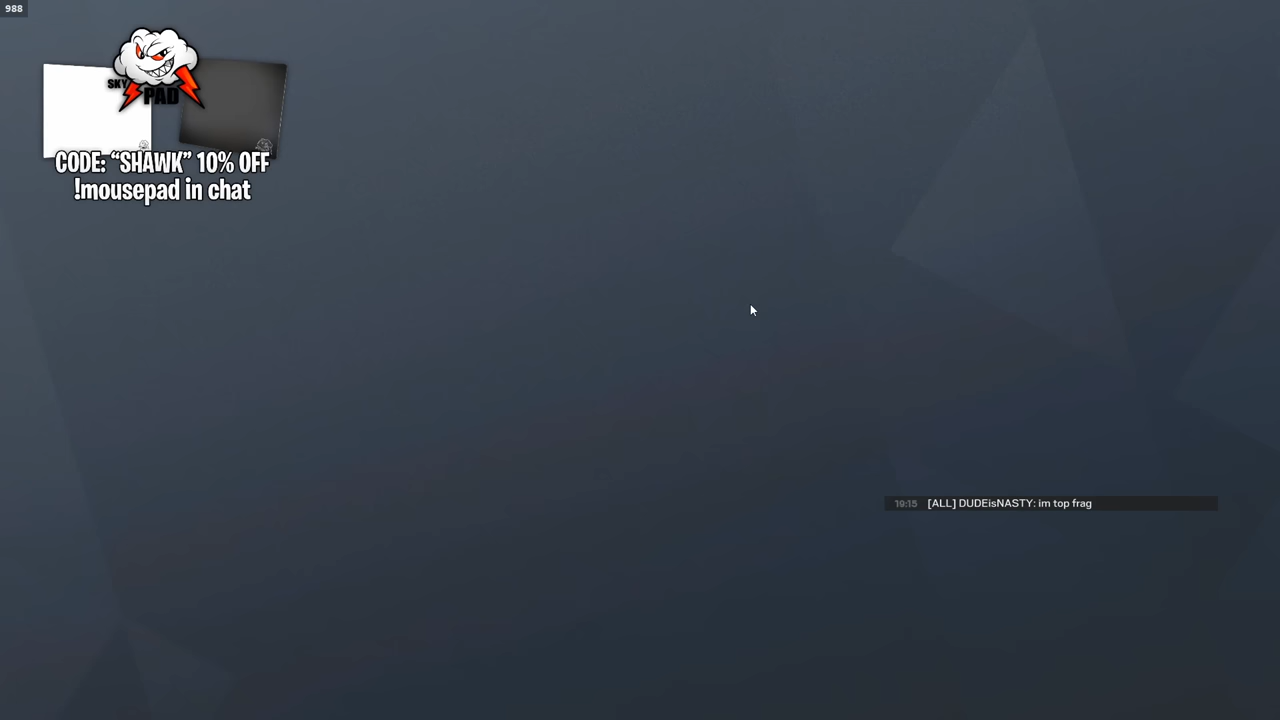 988
SKY
PAD
CODE: “SHAWK” 10% OFF
!mousepad in chat
19:15 [ALL] DUDEisNASTY: im top frag